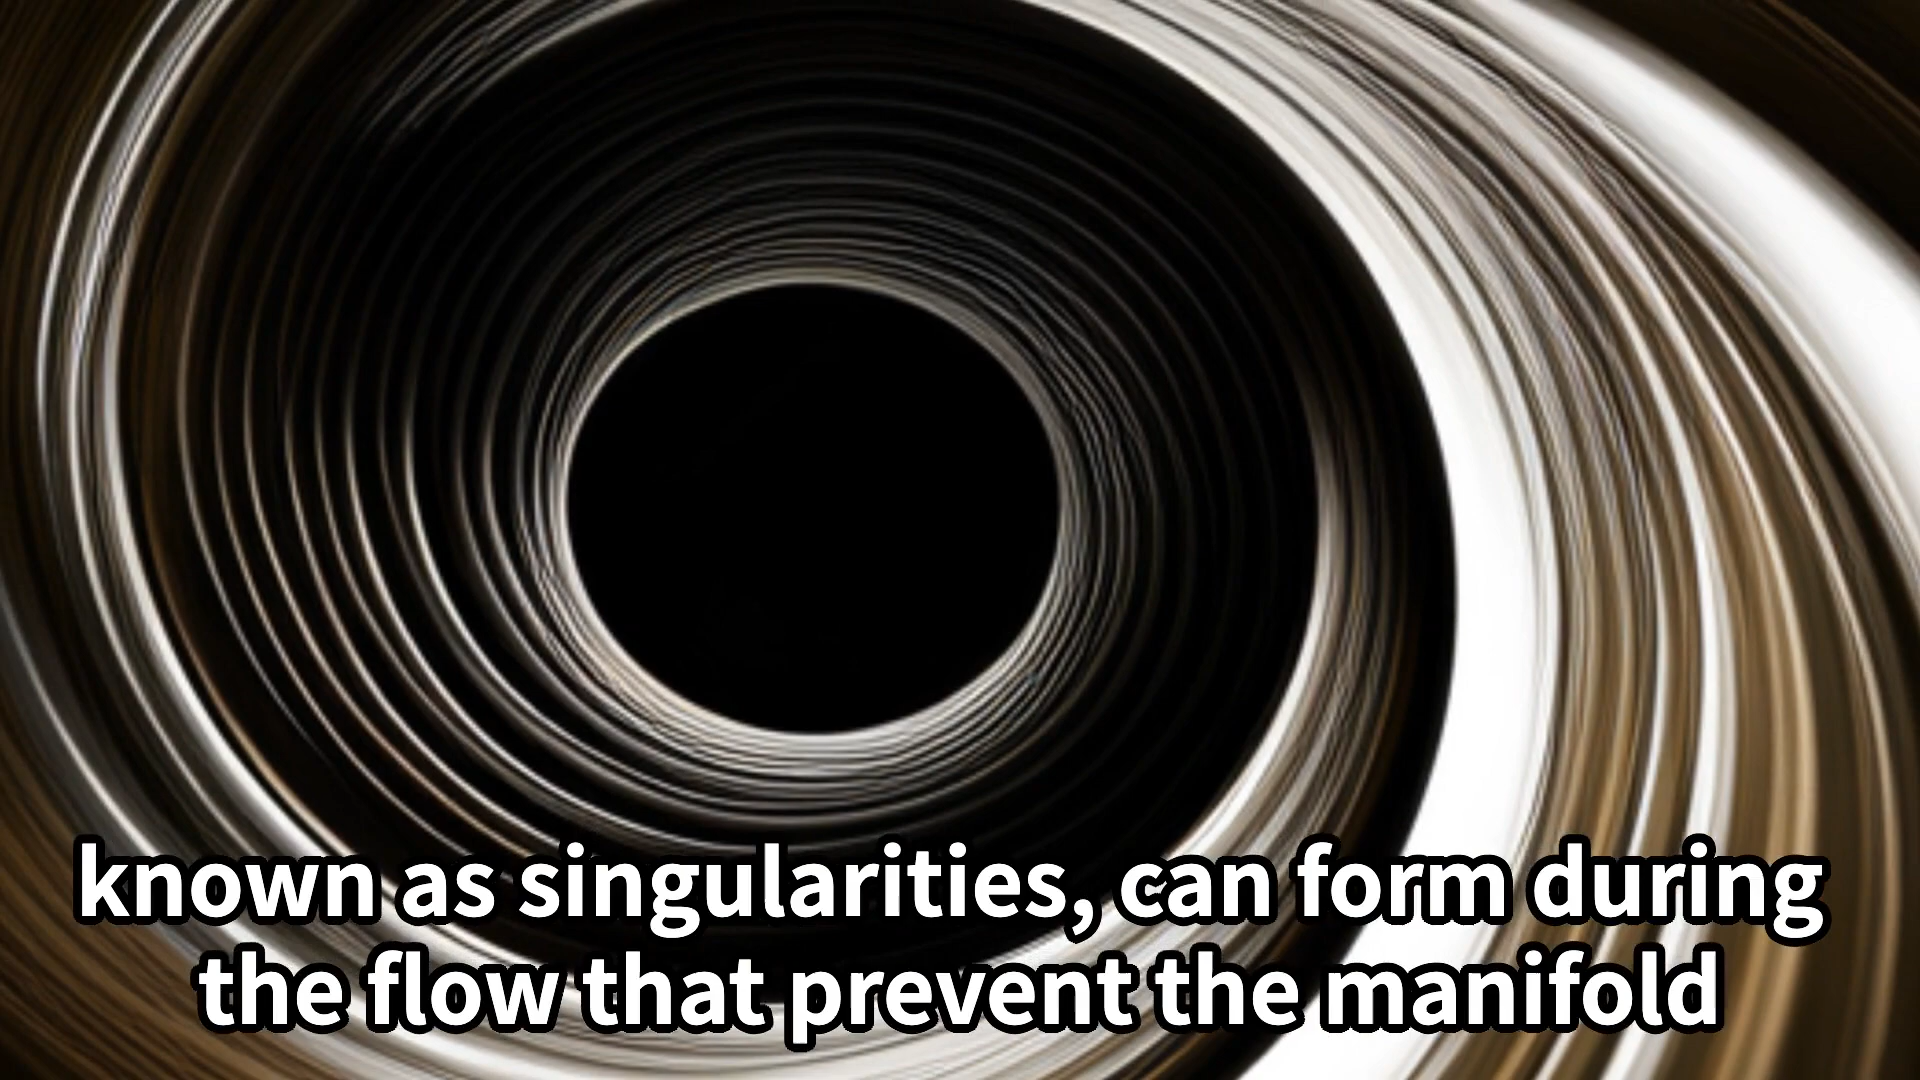 known as singularities, can form during
the flow that prevent the manifold